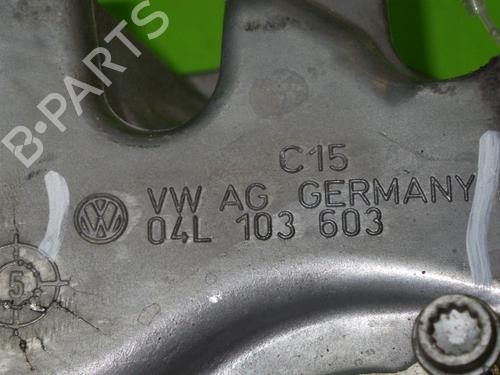 B-PARTS
C15
VW AG GERMANY
04L 103 603
5